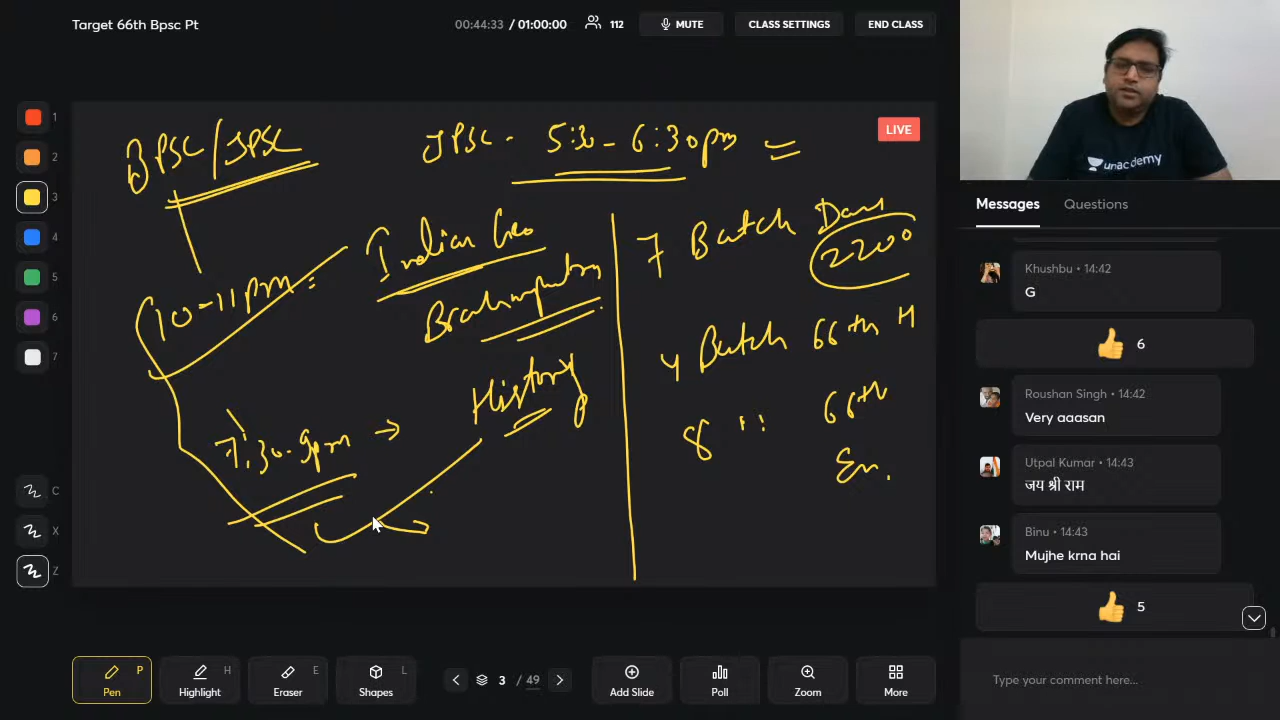 Target 66th Bpsc Pt
00:44:33 / 01:00:00
112
MUTE
CLASS SETTINGS
END CLASS
1
2
3
4
5
6
7
C
X
Z
BPSC/JPSC
JPSC - 5:30 - 6:30pm =
LIVE
10-11pm =
Indian Geo
Brahmaputra
7:30-9pm →
History
7 Batch
2200
4 Batch 66th H
8 " 66th
En.
unacademy
Messages
Questions
Khushbu • 14:42
G
👍 6
Roushan Singh • 14:42
Very aaasan
Utpal Kumar • 14:43
जय श्री राम
Binu • 14:43
Mujhe krna hai
👍 5
Type your comment here...
Pen P
Highlight H
Eraser E
Shapes L
3 / 49
Add Slide
Poll
Zoom
More